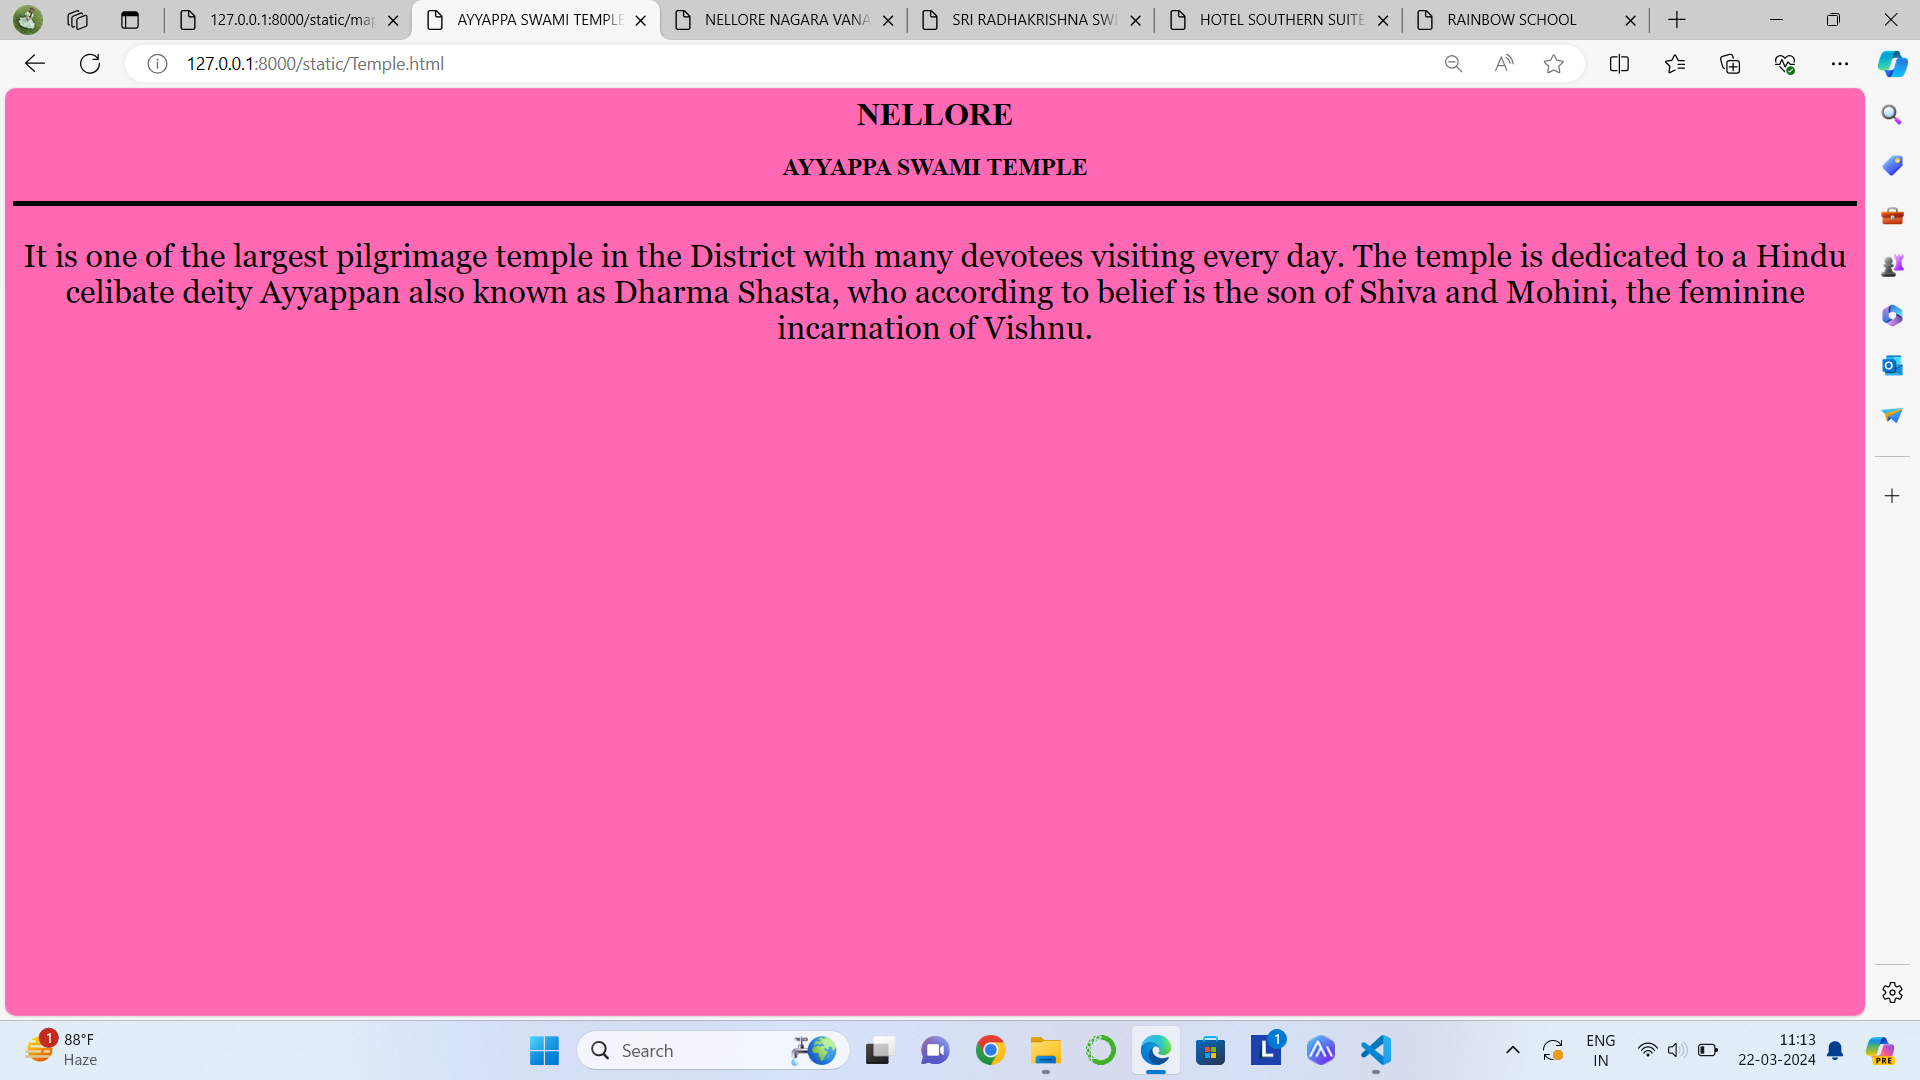 127.0.0.1:8000/static/map
AYYAPPA SWAMI TEMPLE
NELLORE NAGARA VANA
SRI RADHAKRISHNA SWI
HOTEL SOUTHERN SUITE
RAINBOW SCHOOL
127.0.0.1:8000/static/Temple.html
NELLORE
AYYAPPA SWAMI TEMPLE
It is one of the largest pilgrimage temple in the District with many devotees visiting every day. The temple is dedicated to a Hindu
celibate deity Ayyappan also known as Dharma Shasta, who according to belief is the son of Shiva and Mohini, the feminine
incarnation of Vishnu.
1
88°F
Haze
Search
1
ENG
IN
11:13
22-03-2024
PRE